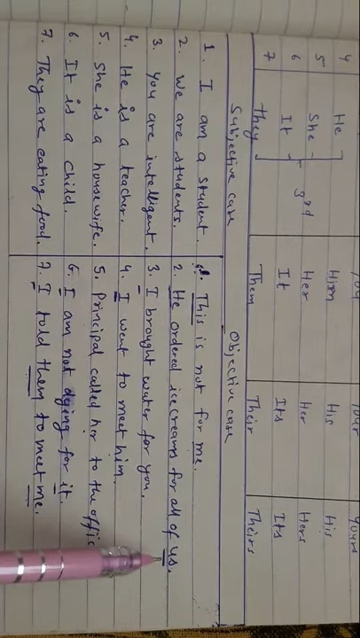 yours
4 He Him His His
5 She 3rd Her Her Hers
6 It It Its Its
7 they Them Their Theirs
Subjective case Objective case
1. I am a student. 1. This is not for me.
2. We are students. 2. He ordered icecreams for all of us.
3. You are intelligent. 3. I brought water for you.
4. He is a teacher. 4. I went to meet him.
5. She is a housewife. 5. Principal called her to the offic
6. It is a child. 6. I am not dying for it.
7. They are eating food. 7. I told them to meet me.